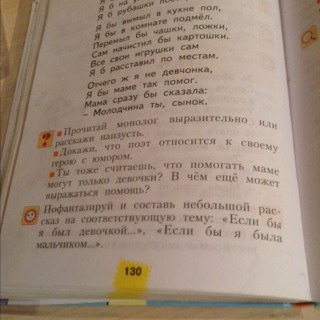 Я б рубашки пост
Я бы вымыл в кухне пол,
Я бы в комнате подмёл.
Перемыл бы чашки, ложки,
Сам начистил бы картошки.
Все свои игрушки сам
Я б расставил по местам.
Отчего ж я не девчонка,
Я бы маме так помог.
Мама сразу бы сказала:
– Молодчина ты, сынок.
?
Прочитай монолог выразительно или
расскажи наизусть.
Докажи, что поэт относится к своему
герою с юмором.
Ты тоже считаешь, что помогать маме
могут только девочки? В чём ещё может
выражаться помощь?
Пофантазируй и составь небольшой рас-
сказ на соответствующую тему: «Если бы
я был девочкой...», «Если бы я была
мальчиком...».
130